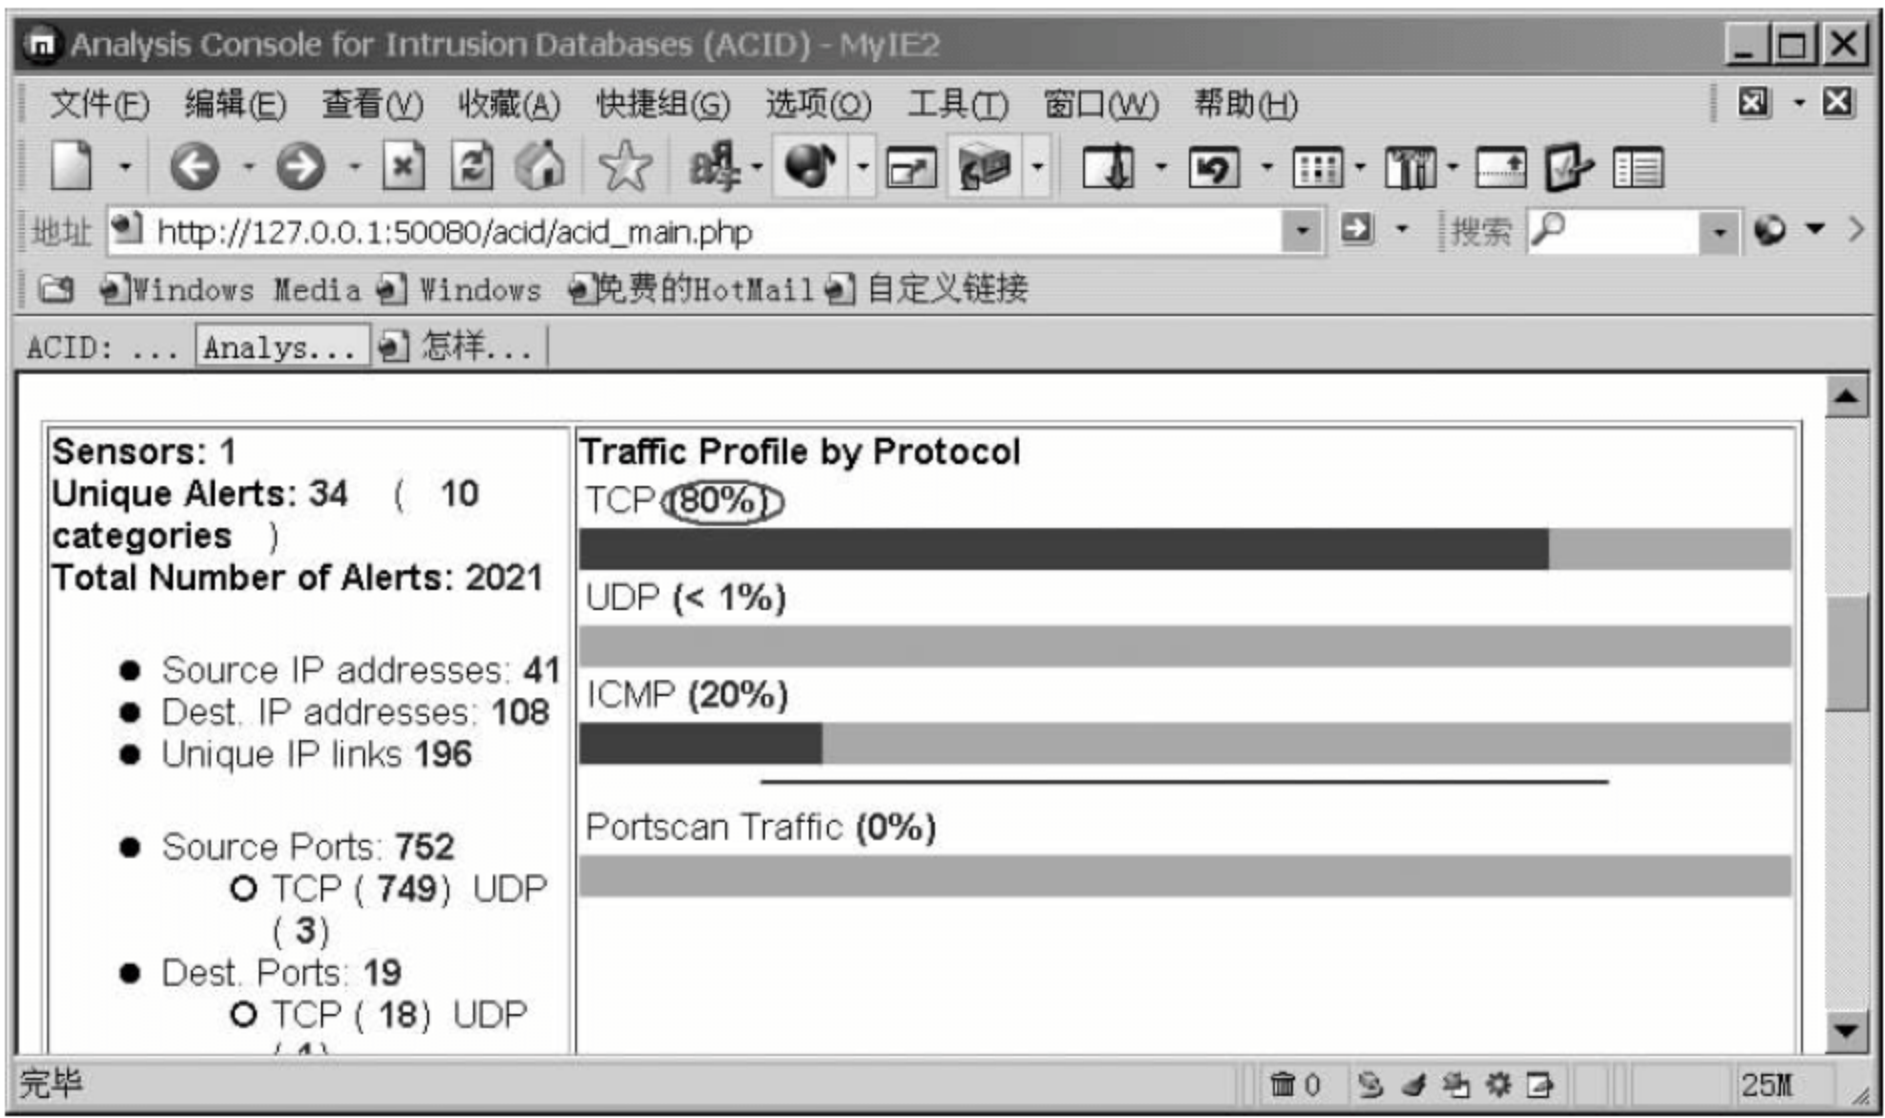 Analysis Console for Intrusion Databases (ACID) - MyIE2
文件(F) 编辑(E) 查看(V) 收藏(A) 快捷组(G) 选项(O) 工具(T) 窗口(W) 帮助(H)
地址 http://127.0.0.1:50080/acid/acid_main.php 搜索
Windows Media Windows 免费的HotMail 自定义链接
ACID: ... Analys... 怎样...
Sensors: 1
Unique Alerts: 34 ( 10
categories )
Total Number of Alerts: 2021
Source IP addresses: 41
Dest. IP addresses: 108
Unique IP links 196
Source Ports: 752
TCP ( 749) UDP
( 3)
Dest. Ports: 19
TCP ( 18) UDP
Traffic Profile by Protocol
TCP (80%)
UDP (< 1%)
ICMP (20%)
Portscan Traffic (0%)
完毕 0 25M